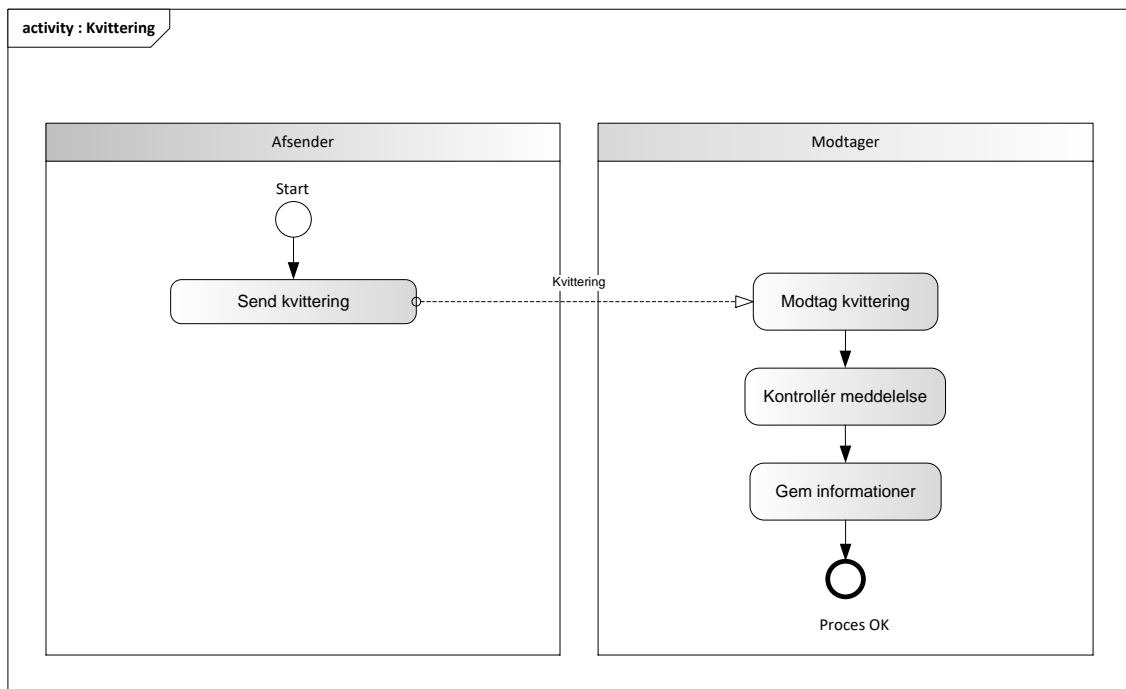 activity : Kvittering
Afsender
Modtager
Start
Send kvittering
Kvittering
Modtag kvittering
Kontrollér meddelelse
Gem informationer
Proces OK